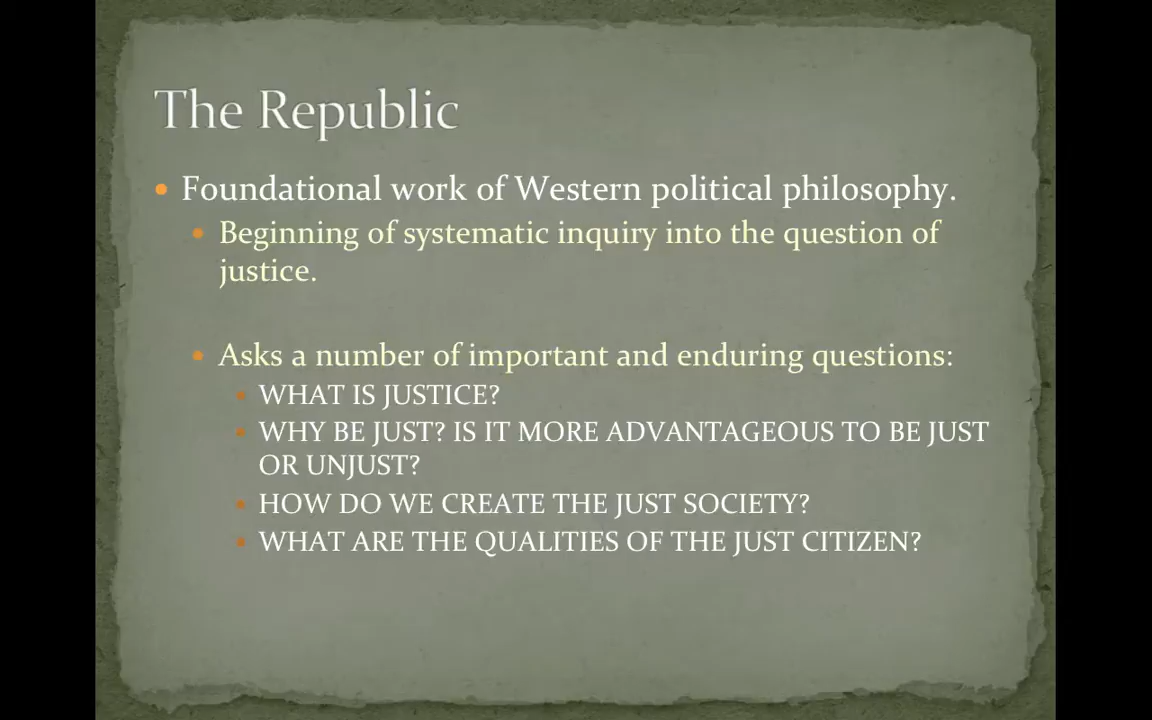 The Republic
Foundational work of Western political philosophy.
Beginning of systematic inquiry into the question of
justice.
Asks a number of important and enduring questions:
WHAT IS JUSTICE?
WHY BE JUST? IS IT MORE ADVANTAGEOUS TO BE JUST
OR UNJUST?
HOW DO WE CREATE THE JUST SOCIETY?
WHAT ARE THE QUALITIES OF THE JUST CITIZEN?